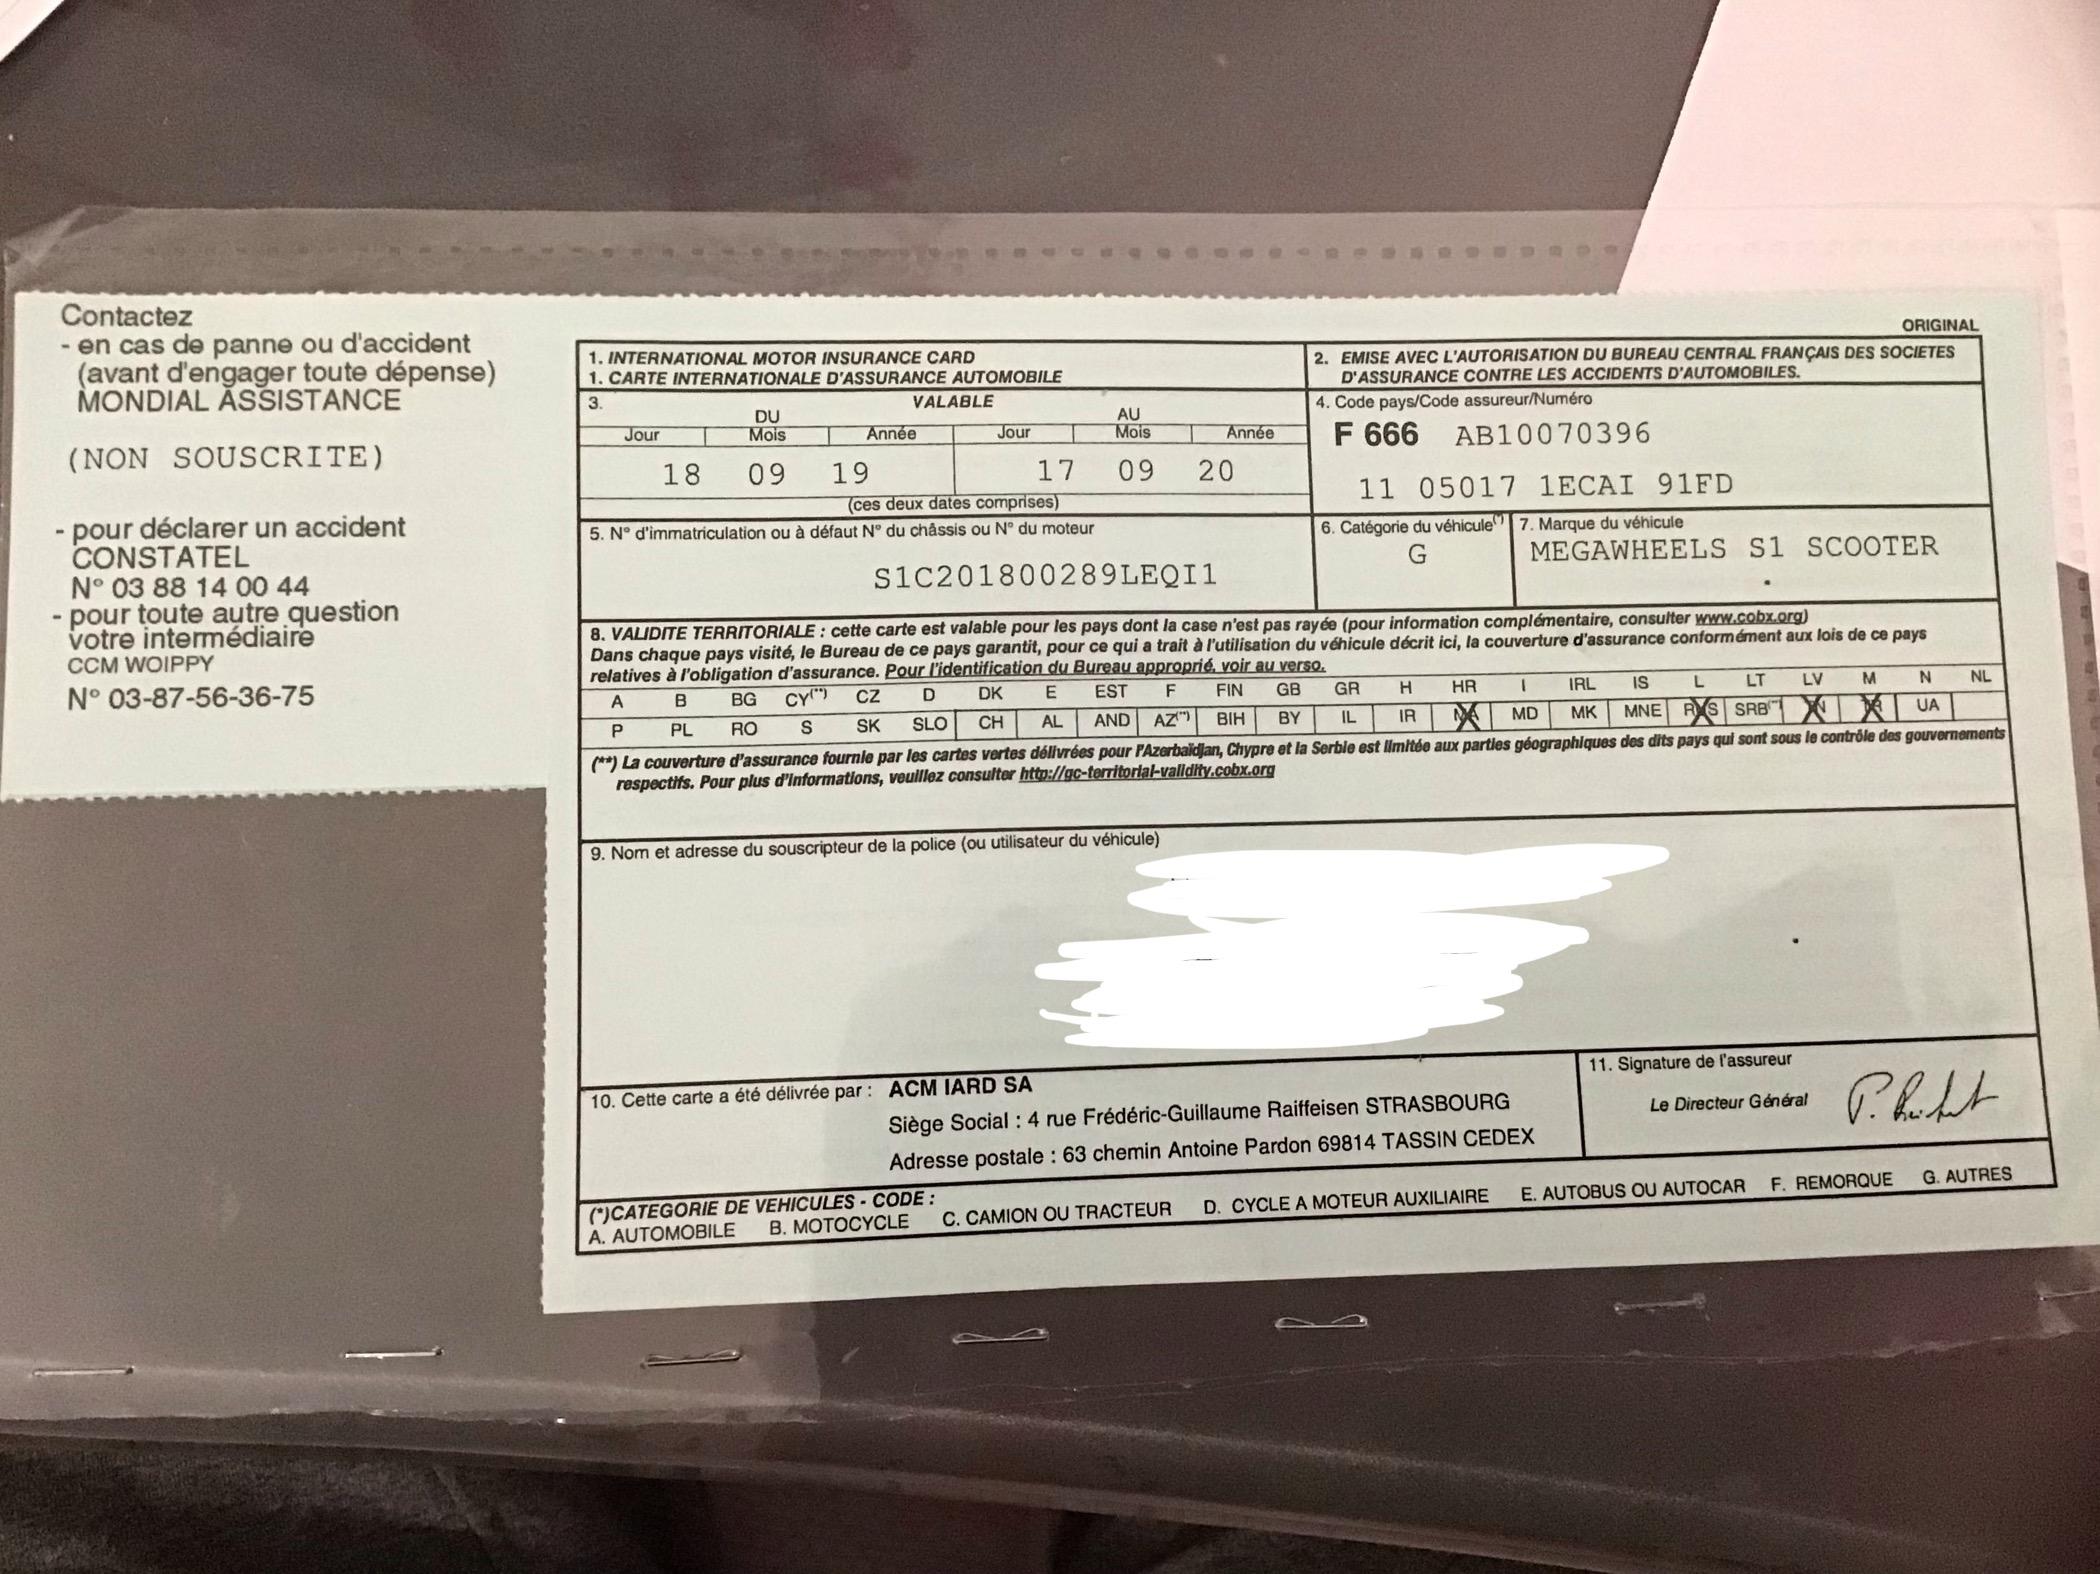 Contactez
- en cas de panne ou d'accident
(avant d'engager toute dépense)
MONDIAL ASSISTANCE
(NON SOUSCRITE)
- pour déclarer un accident
CONSTATEL
N° 03 88 14 00 44
- pour toute autre question
votre intermédiaire
CCM WOIPPY
N° 03-87-56-36-75
ORIGINAL
1. INTERNATIONAL MOTOR INSURANCE CARD
1. CARTE INTERNATIONALE D'ASSURANCE AUTOMOBILE
2. EMISE AVEC L'AUTORISATION DU BUREAU CENTRAL FRANÇAIS DES SOCIETES
D'ASSURANCE CONTRE LES ACCIDENTS D'AUTOMOBILES.
3. VALABLE
DU AU
Jour Mois Année Jour Mois Année
18 09 19 17 09 20
(ces deux dates comprises)
4. Code pays/Code assureur/Numéro
F 666 AB10070396
11 05017 1ECAI 91FD
5. N° d'immatriculation ou à défaut N° du châssis ou N° du moteur
S1C201800289LEQI1
6. Catégorie du véhicule(*)
G
7. Marque du véhicule
MEGAWHEELS S1 SCOOTER
8. VALIDITE TERRITORIALE : cette carte est valable pour les pays dont la case n'est pas rayée (pour information complémentaire, consulter www.cobx.org)
Dans chaque pays visité, le Bureau de ce pays garantit, pour ce qui a trait à l'utilisation du véhicule décrit ici, la couverture d'assurance conformément aux lois de ce pays
relatives à l'obligation d'assurance. Pour l'identification du Bureau approprié, voir au verso.
A B BG CY(**) CZ D DK E EST F FIN GB GR H HR I IRL IS L LT LV M N NL
P PL RO S SK SLO CH AL AND AZ(**) BIH BY IL IR MA MD MK MNE RUS SRB(**) TN TR UA
(**) La couverture d'assurance fournie par les cartes vertes délivrées pour l'Azerbaïdjan, Chypre et la Serbie est limitée aux parties géographiques des dits pays qui sont sous le contrôle des gouvernements
respectifs. Pour plus d'informations, veuillez consulter http://gc-territorial-validity.cobx.org
9. Nom et adresse du souscripteur de la police (ou utilisateur du véhicule)
10. Cette carte a été délivrée par : ACM IARD SA
Siège Social : 4 rue Frédéric-Guillaume Raiffeisen STRASBOURG
Adresse postale : 63 chemin Antoine Pardon 69814 TASSIN CEDEX
11. Signature de l'assureur
Le Directeur Général
(*)CATEGORIE DE VEHICULES - CODE :
A. AUTOMOBILE B. MOTOCYCLE C. CAMION OU TRACTEUR D. CYCLE A MOTEUR AUXILIAIRE E. AUTOBUS OU AUTOCAR F. REMORQUE G. AUTRES